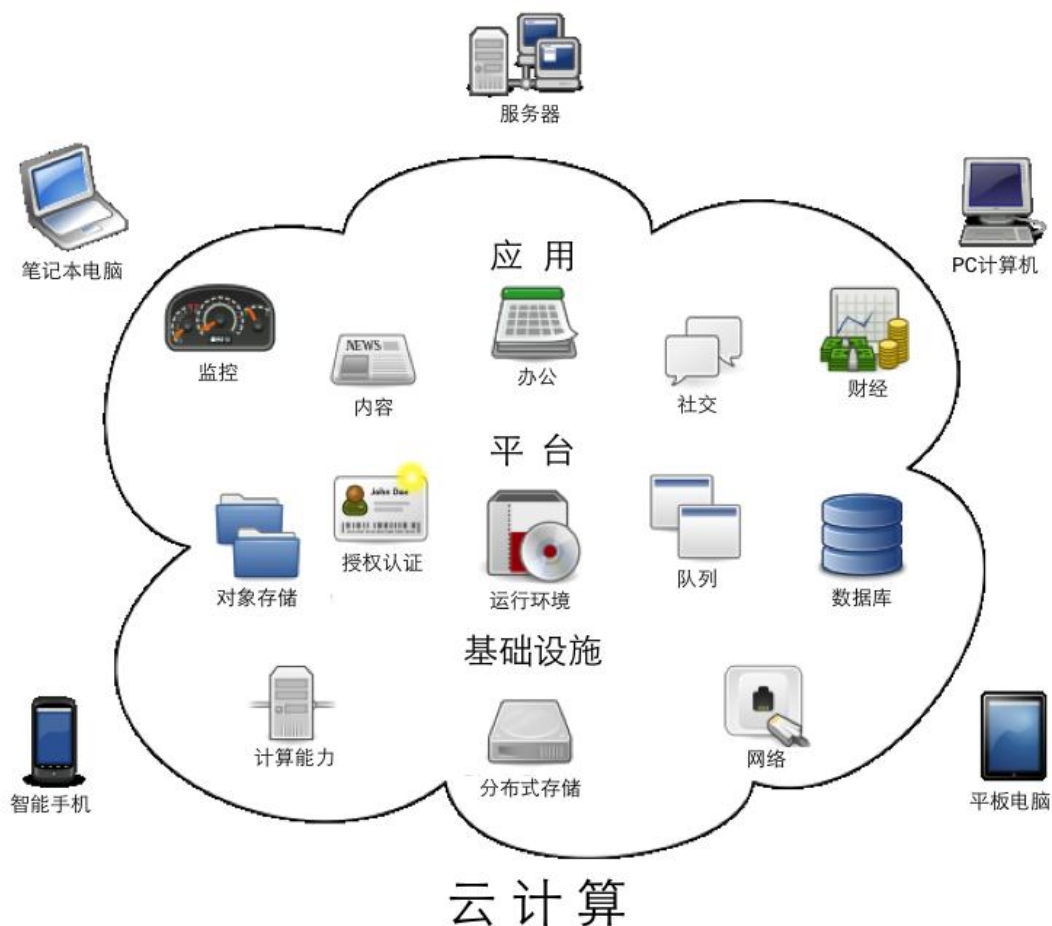 服务器
笔记本电脑
PC计算机
应 用
监控
NEWS
内容
办公
社交
财经
平 台
John Doe
对象存储
授权认证
运行环境
队列
数据库
基础设施
计算能力
分布式存储
网络
智能手机
平板电脑
云 计 算